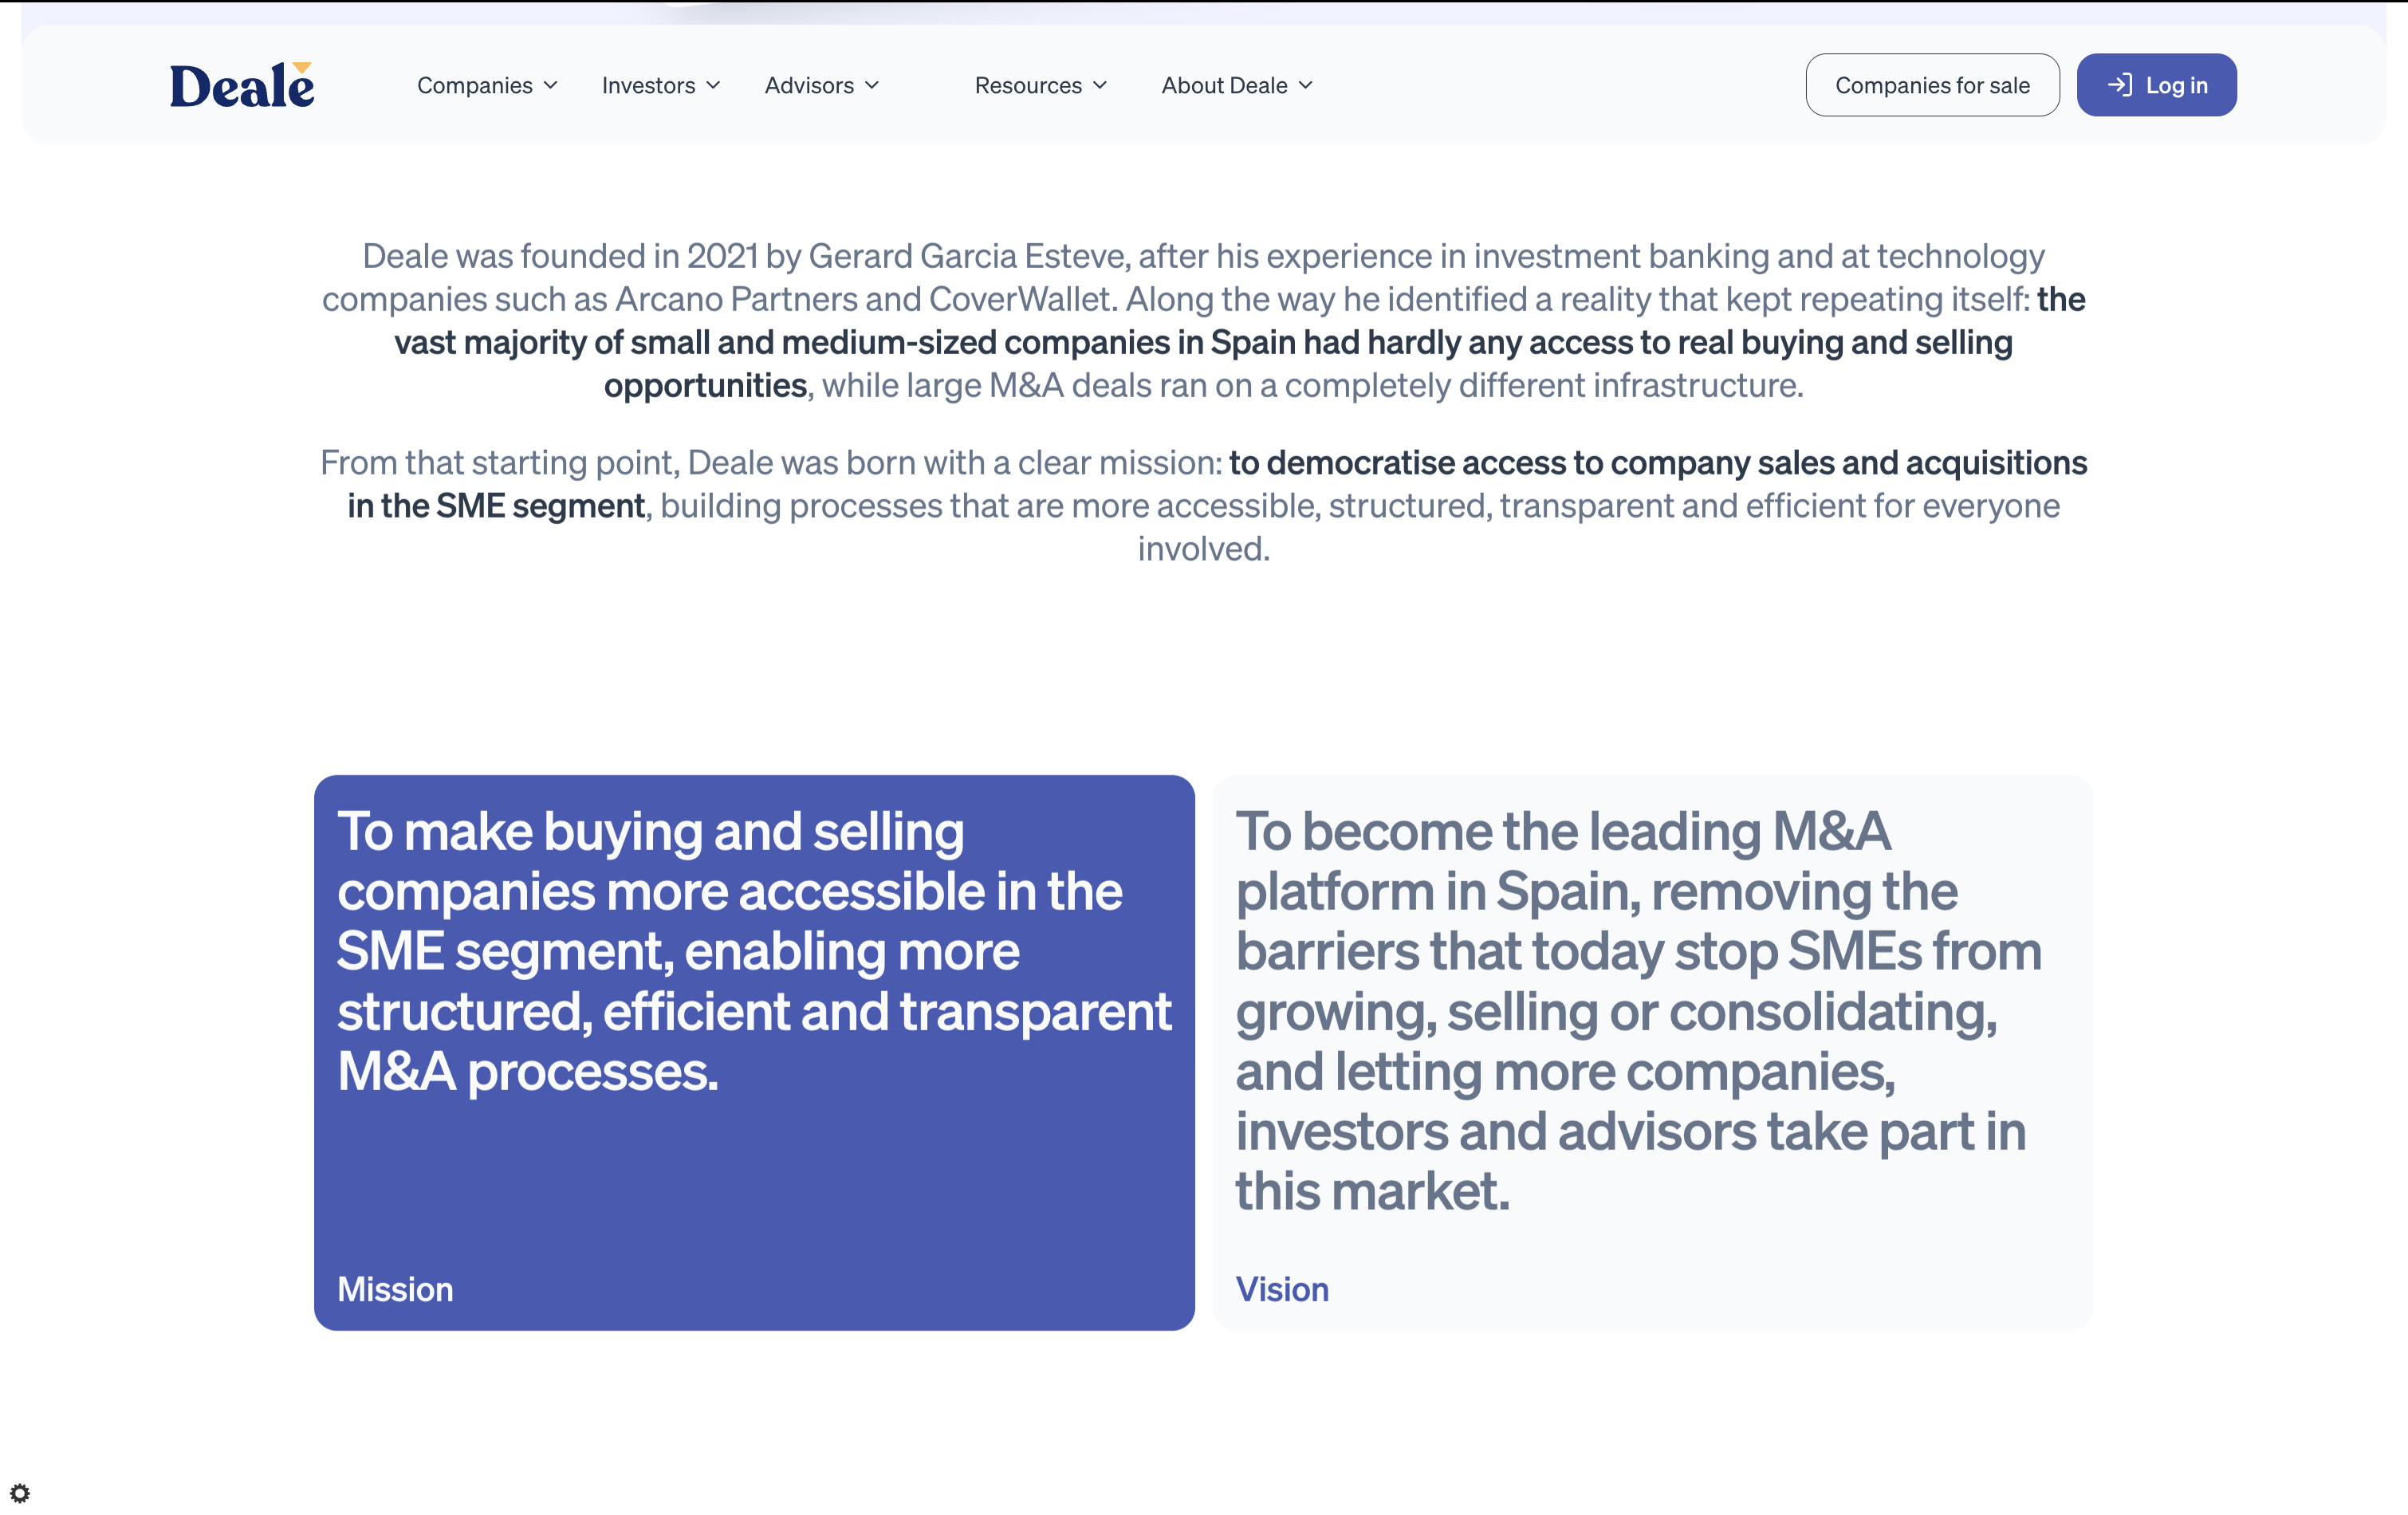 Deale
Companies
Investors
Advisors
Resources
About Deale
Companies for sale
Log in
Deale was founded in 2021 by Gerard Garcia Esteve, after his experience in investment banking and at technology
companies such as Arcano Partners and CoverWallet. Along the way he identified a reality that kept repeating itself: the
vast majority of small and medium-sized companies in Spain had hardly any access to real buying and selling
opportunities, while large M&A deals ran on a completely different infrastructure.
From that starting point, Deale was born with a clear mission: to democratise access to company sales and acquisitions
in the SME segment, building processes that are more accessible, structured, transparent and efficient for everyone
involved.
To make buying and selling
companies more accessible in the
SME segment, enabling more
structured, efficient and transparent
M&A processes.
Mission
To become the leading M&A
platform in Spain, removing the
barriers that today stop SMEs from
growing, selling or consolidating,
and letting more companies,
investors and advisors take part in
this market.
Vision